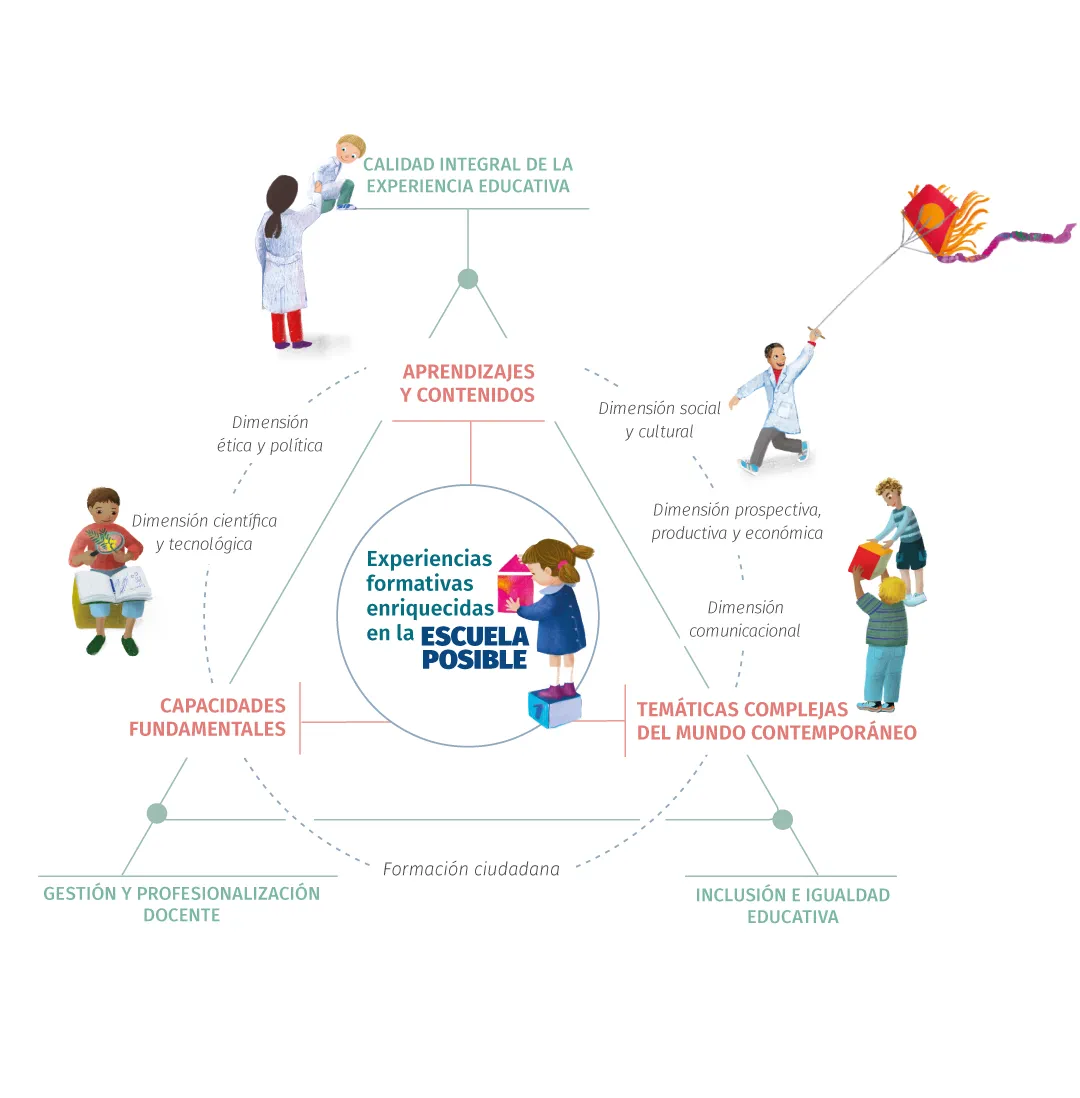 CALIDAD INTEGRAL DE LA
EXPERIENCIA EDUCATIVA
APRENDIZAJES
Y CONTENIDOS
Dimensión
ética y política
Dimensión social
y cultural
Dimensión científica
y tecnológica
Dimensión prospectiva,
productiva y económica
Experiencias
formativas
enriquecidas
en la ESCUELA
POSIBLE
Dimensión
comunicacional
1
CAPACIDADES
FUNDAMENTALES
TEMÁTICAS COMPLEJAS
DEL MUNDO CONTEMPORÁNEO
Formación ciudadana
GESTIÓN Y PROFESIONALIZACIÓN
DOCENTE
INCLUSIÓN E IGUALDAD
EDUCATIVA